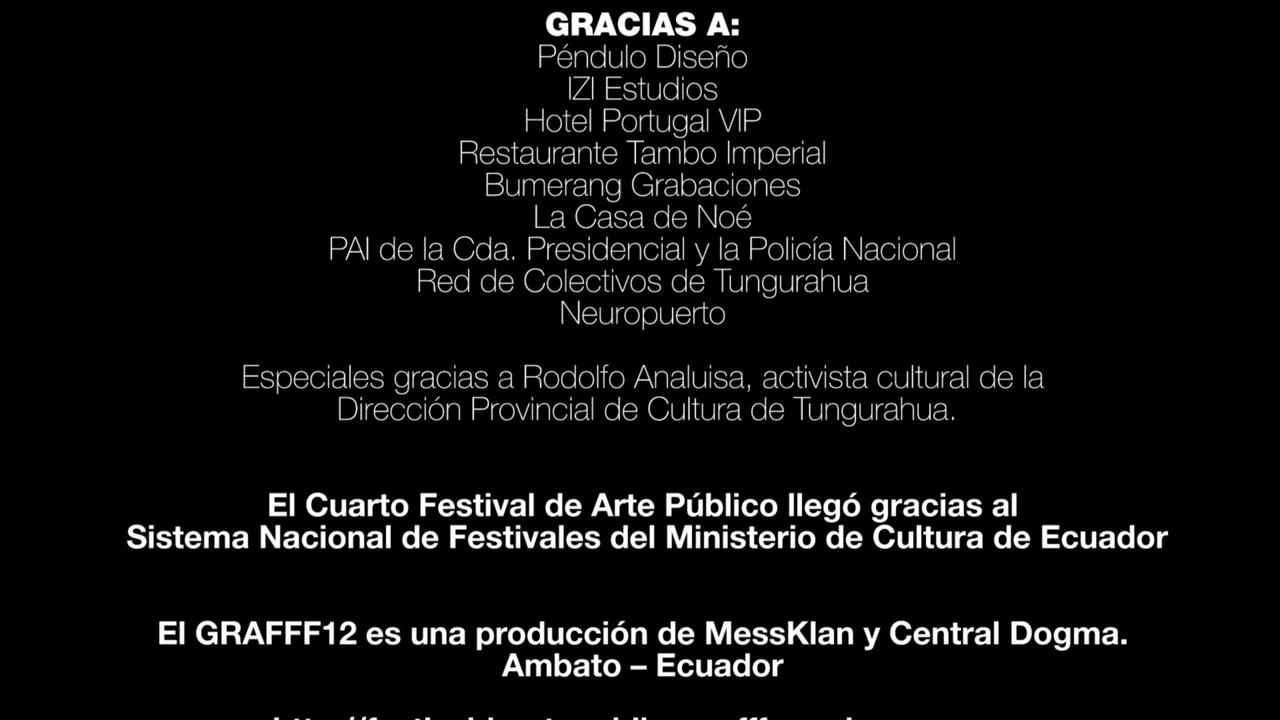 GRACIAS A:
Péndulo Diseño
IZI Estudios
Hotel Portugal VIP
Restaurante Tambo Imperial
Bumerang Grabaciones
La Casa de Noé
PAI de la Cda. Presidencial y la Policía Nacional
Red de Colectivos de Tungurahua
Neuropuerto
Especiales gracias a Rodolfo Analuisa, activista cultural de la
Dirección Provincial de Cultura de Tungurahua.
El Cuarto Festival de Arte Público llegó gracias al
Sistema Nacional de Festivales del Ministerio de Cultura de Ecuador
El GRAFFF12 es una producción de MessKlan y Central Dogma.
Ambato – Ecuador